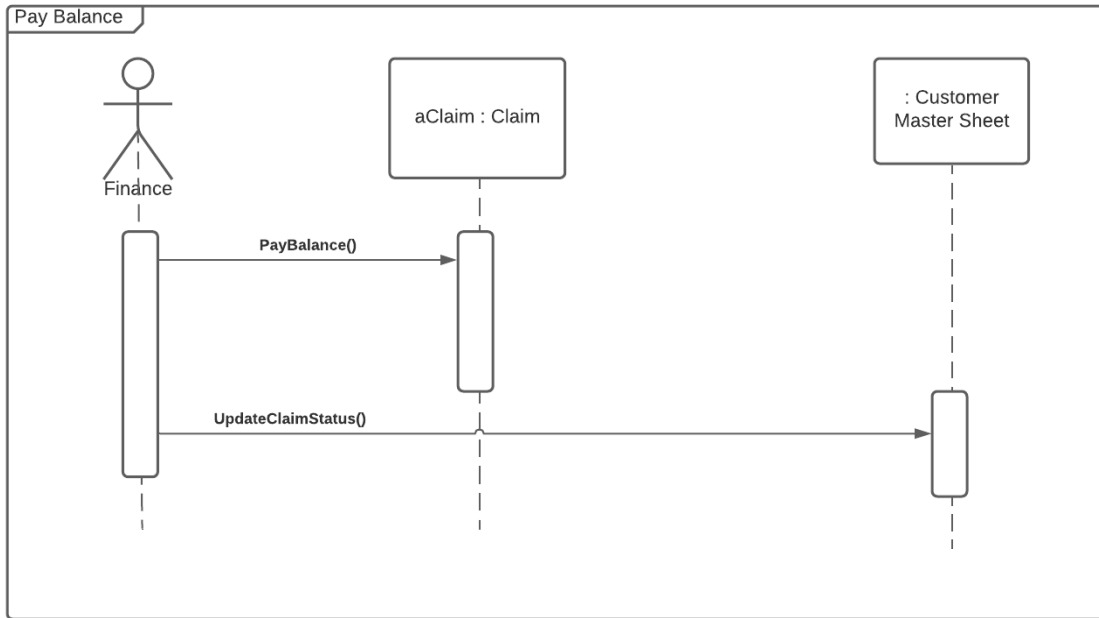 Pay Balance
aClaim : Claim
: Customer
Master Sheet
Finance
PayBalance()
UpdateClaimStatus()